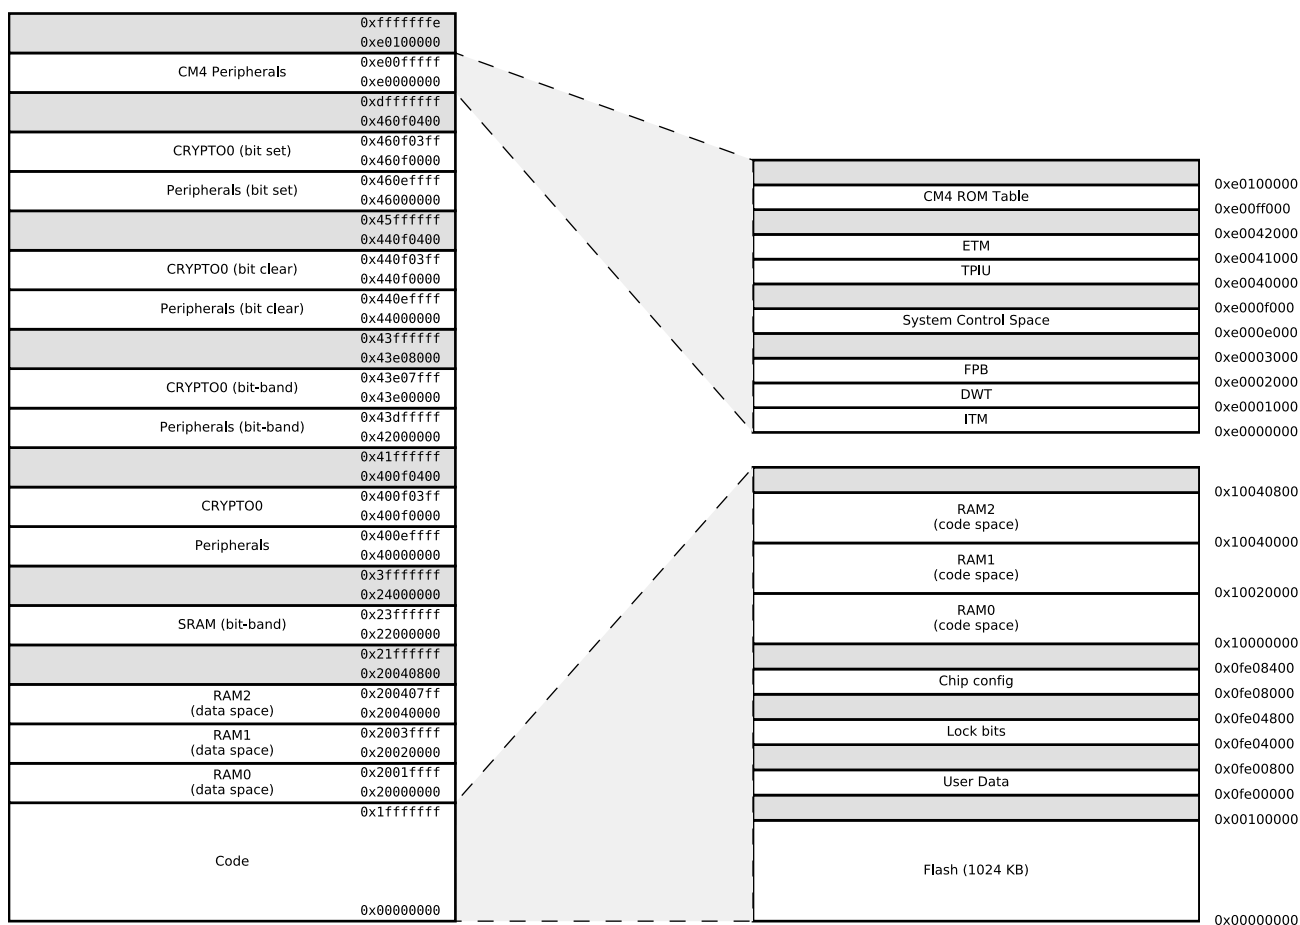 0xfffffffe
0xe0100000
CM4 Peripherals
0xe00fffff
0xe0000000
0xdfffffff
0x460f0400
CRYPTO0 (bit set)
0x460f03ff
0x460f0000
Peripherals (bit set)
0x460effff
0x46000000
0x45ffffff
0x440f0400
CRYPTO0 (bit clear)
0x440f03ff
0x440f0000
Peripherals (bit clear)
0x440effff
0x44000000
0x43ffffff
0x43e08000
CRYPTO0 (bit-band)
0x43e07fff
0x43e00000
Peripherals (bit-band)
0x43dfffff
0x42000000
0x41ffffff
0x400f0400
CRYPTO0
0x400f03ff
0x400f0000
Peripherals
0x400effff
0x40000000
0x3fffffff
0x24000000
SRAM (bit-band)
0x23ffffff
0x22000000
0x21ffffff
0x20040800
RAM2
(data space)
0x200407ff
0x20040000
RAM1
(data space)
0x2003ffff
0x20020000
RAM0
(data space)
0x2001ffff
0x20000000
0x1fffffff
Code
0x00000000
0xe0100000
CM4 ROM Table
0xe00ff000
0xe0042000
ETM
0xe0041000
TPIU
0xe0040000
0xe000f000
System Control Space
0xe000e000
0xe0003000
FPB
0xe0002000
DWT
0xe0001000
ITM
0xe0000000
0x10040800
RAM2
(code space)
0x10040000
RAM1
(code space)
0x10020000
RAM0
(code space)
0x10000000
0x0fe08400
Chip config
0x0fe08000
0x0fe04800
Lock bits
0x0fe04000
0x0fe00800
User Data
0x0fe00000
0x00100000
Flash (1024 KB)
0x00000000